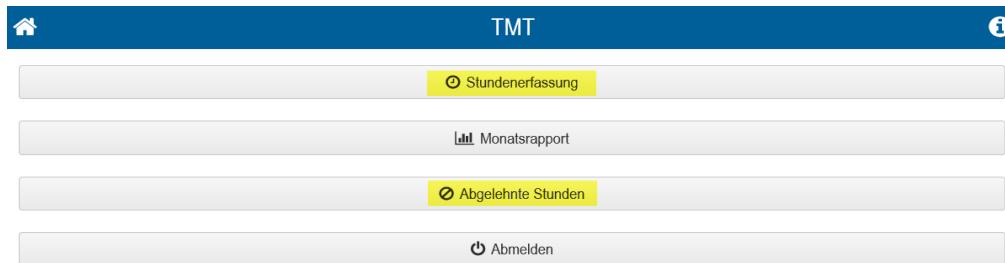 TMT
Stundenerfassung
Monatsrapport
Abgelehnte Stunden
Abmelden